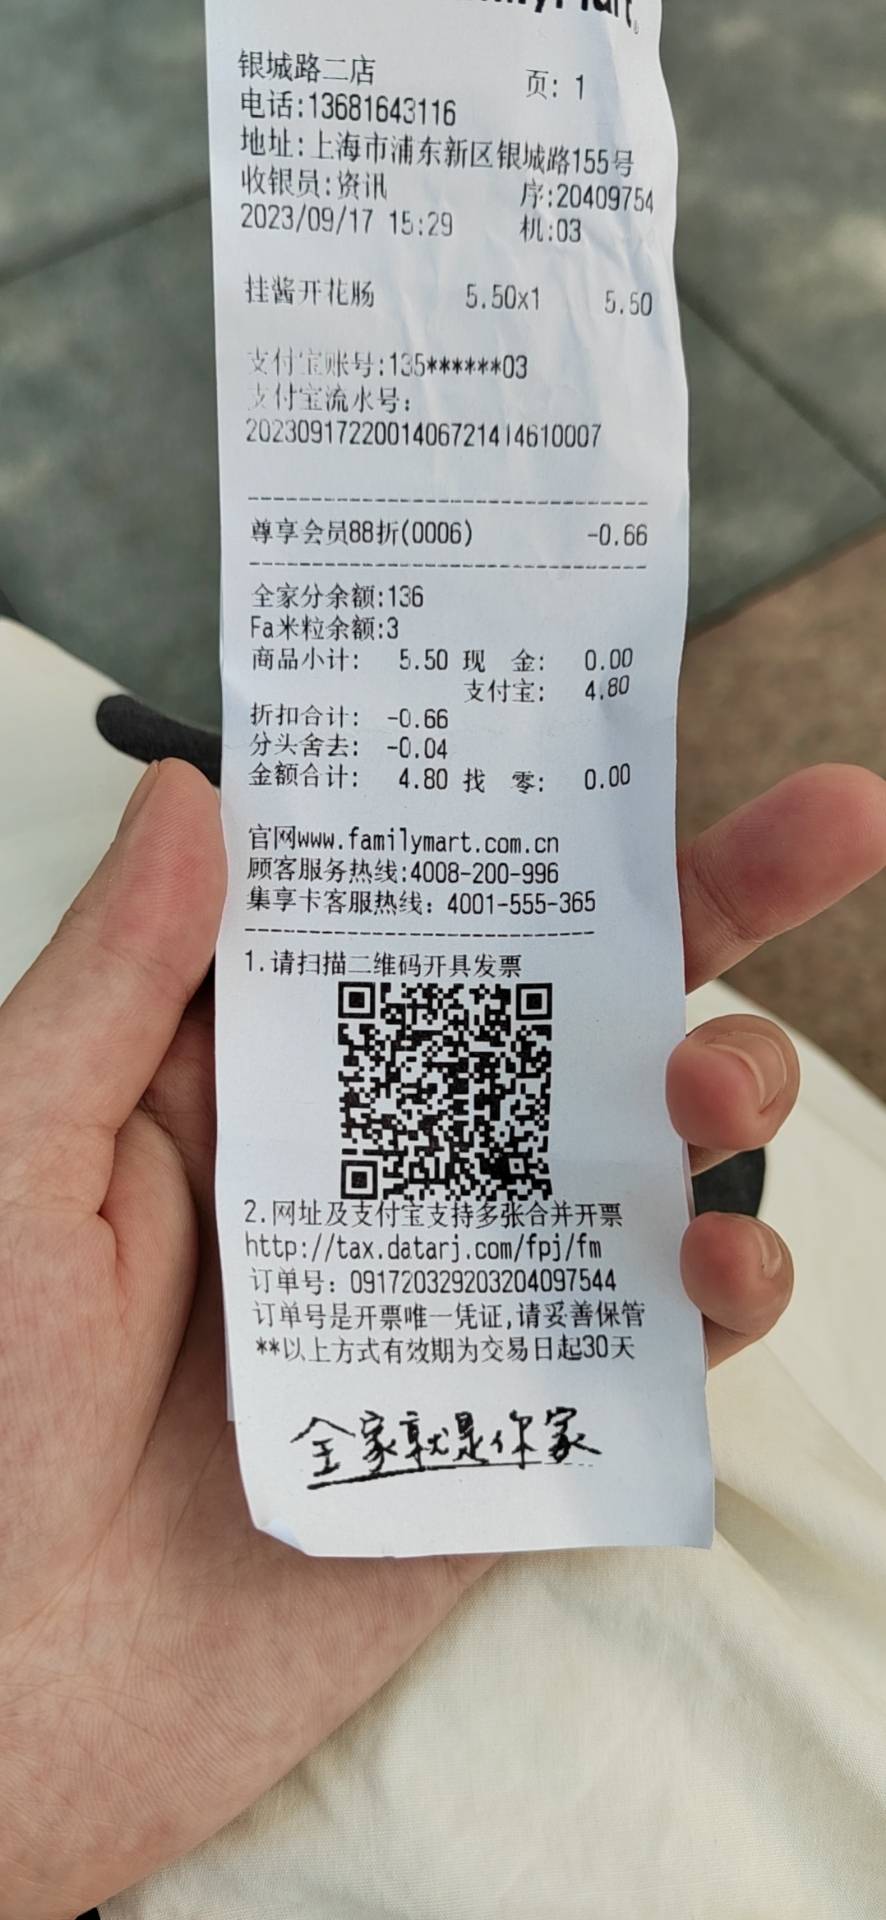 银城路二店 页: 1
电话:13681643116
地址:上海市浦东新区银城路155号
收银员:资讯 序:20409754
2023/09/17 15:29 机:03
挂酱开花肠 5.50x1 5.50
支付宝账号:135******03
支付宝流水号:
2023091722001406721414610007
尊享会员88折(0006) -0.66
全家分余额:136
Fa米粒余额:3
商品小计: 5.50 现 金: 0.00
支付宝: 4.80
折扣合计: -0.66
分头舍去: -0.04
金额合计: 4.80 找 零: 0.00
官网www.familymart.com.cn
顾客服务热线:4008-200-996
集享卡客服热线: 4001-555-365
1.请扫描二维码开具发票
2.网址及支付宝支持多张合并开票
http://tax.datarj.com/fpj/fm
订单号: 091720329203204097544
订单号是开票唯一凭证,请妥善保管
**以上方式有效期为交易日起30天
全家就是你家